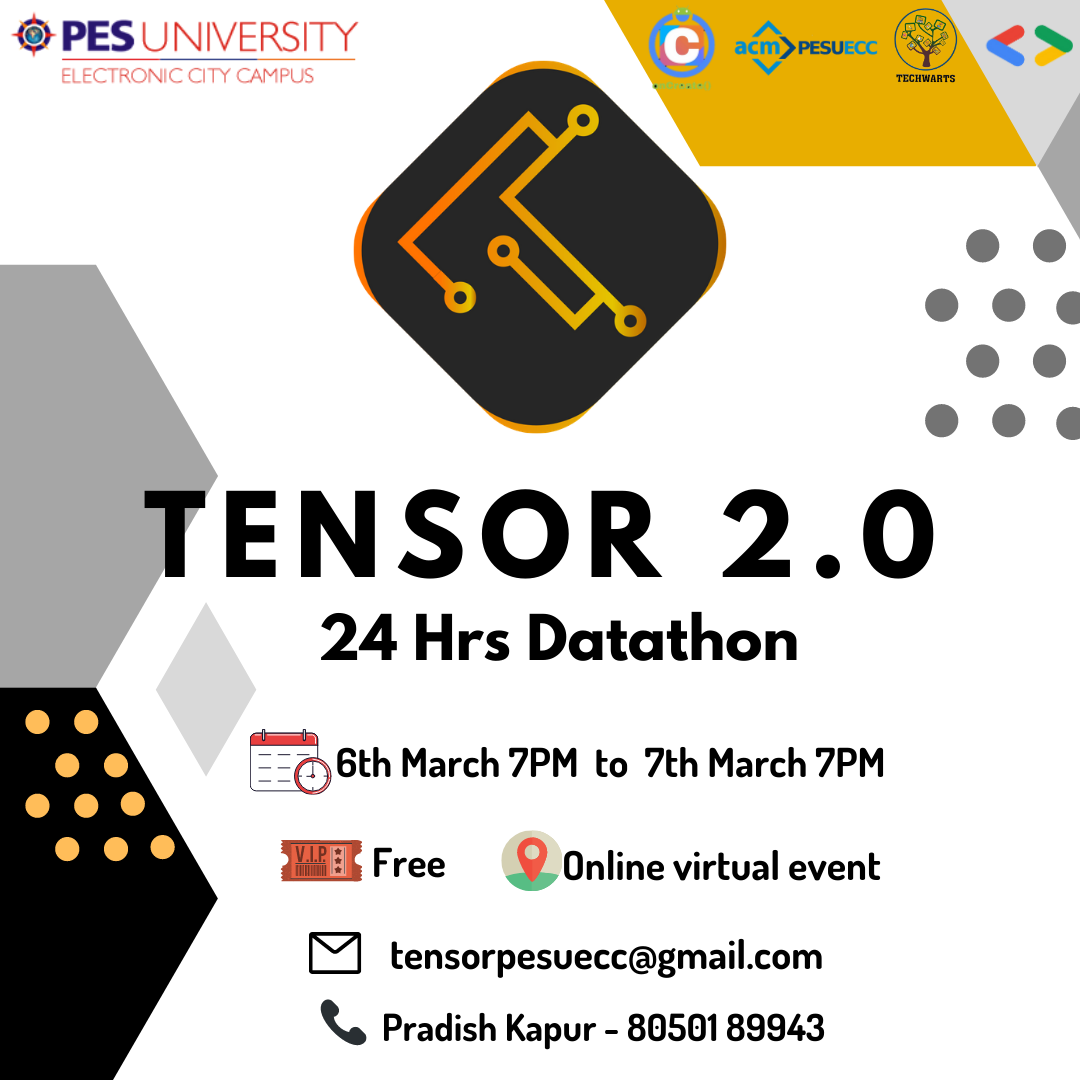 PES UNIVERSITY
ELECTRONIC CITY CAMPUS
C
acm PESUECC
TECHWARTS
TENSOR 2.0
24 Hrs Datathon
6th March 7PM to 7th March 7PM
V.I.P.
Free
Online virtual event
tensorpesuecc@gmail.com
Pradish Kapur - 80501 89943